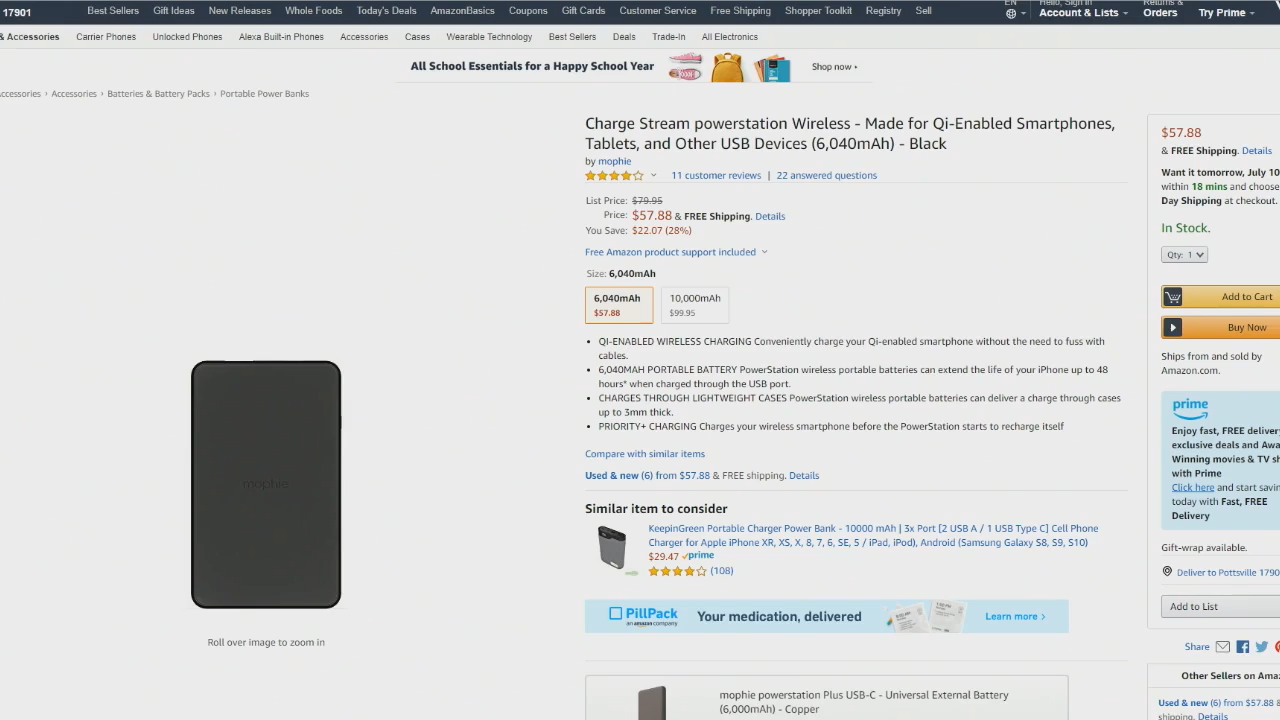 17901
Best Sellers Gift Ideas New Releases Whole Foods Today's Deals AmazonBasics Coupons Gift Cards Customer Service Free Shipping Shopper Toolkit Registry Sell
EN
Hello, Sign in
Account & Lists
Returns &
Orders
Try Prime
& Accessories Carrier Phones Unlocked Phones Alexa Built-in Phones Accessories Cases Wearable Technology Best Sellers Deals Trade-In All Electronics
All School Essentials for a Happy School Year Shop now
ccessories › Accessories › Batteries & Battery Packs › Portable Power Banks
mophie
Roll over image to zoom in
Charge Stream powerstation Wireless - Made for Qi-Enabled Smartphones,
Tablets, and Other USB Devices (6,040mAh) - Black
by mophie
11 customer reviews | 22 answered questions
List Price: $79.95
Price: $57.88 & FREE Shipping. Details
You Save: $22.07 (28%)
Free Amazon product support included
Size: 6,040mAh
6,040mAh 10,000mAh
$57.88 $99.95
• QI-ENABLED WIRELESS CHARGING Conveniently charge your Qi-enabled smartphone without the need to fuss with
cables.
• 6,040MAH PORTABLE BATTERY PowerStation wireless portable batteries can extend the life of your iPhone up to 48
hours* when charged through the USB port.
• CHARGES THROUGH LIGHTWEIGHT CASES PowerStation wireless portable batteries can deliver a charge through cases
up to 3mm thick.
• PRIORITY+ CHARGING Charges your wireless smartphone before the PowerStation starts to recharge itself
Compare with similar items
Used & new (6) from $57.88 & FREE shipping. Details
Similar item to consider
KeepinGreen Portable Charger Power Bank - 10000 mAh | 3x Port [2 USB A / 1 USB Type C] Cell Phone
Charger for Apple iPhone XR, XS, X, 8, 7, 6, SE, 5 / iPad, iPod), Android (Samsung Galaxy S8, S9, S10)
$29.47 prime
(108)
PillPack
an amazon company
Your medication, delivered
Learn more ›
mophie powerstation Plus USB-C - Universal External Battery
(6,000mAh) - Copper
$57.88
& FREE Shipping. Details
Want it tomorrow, July 10
within 18 mins and choose
Day Shipping at checkout.
In Stock.
Qty: 1
Add to Cart
Buy Now
Ships from and sold by
Amazon.com.
prime
Enjoy fast, FREE delivery
exclusive deals and Awa
Winning movies & TV sh
with Prime
Click here and start savin
today with Fast, FREE
Delivery
Gift-wrap available.
Deliver to Pottsville 1790
Add to List
Share
Other Sellers on Amaz
Used & new (6) from $57.88 &
shipping. Details